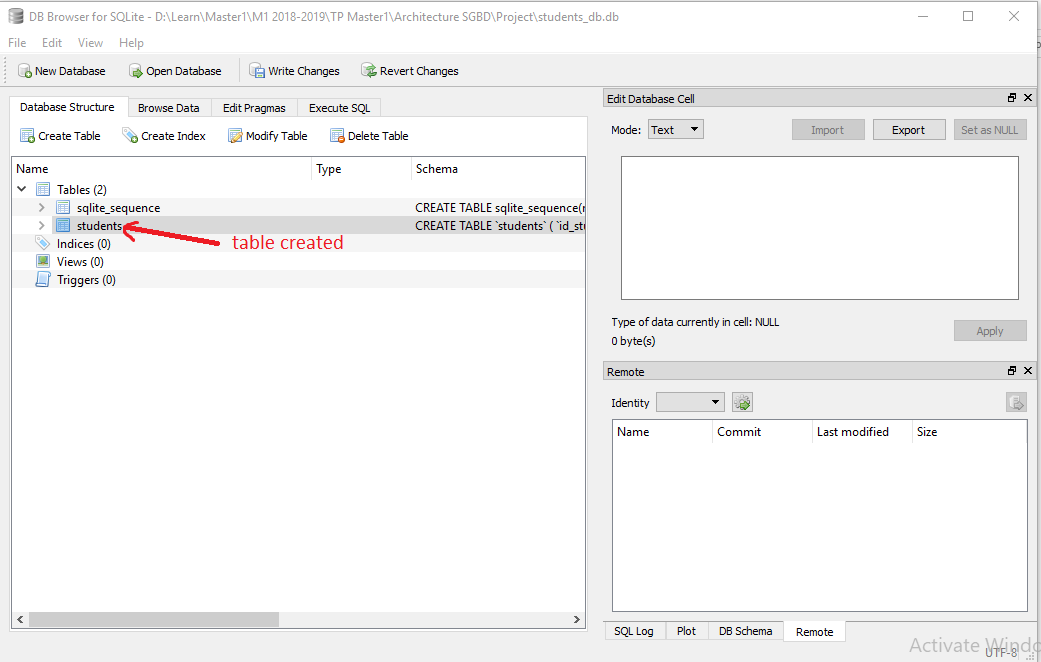 DB Browser for SQLite - D:\Learn\Master1\M1 2018-2019\TP Master1\Architecture SGBD\Project\students_db.db
File Edit View Help
New Database Open Database Write Changes Revert Changes
Database Structure Browse Data Edit Pragmas Execute SQL
Create Table Create Index Modify Table Delete Table
Name Type Schema
Tables (2)
sqlite_sequence CREATE TABLE sqlite_sequence(
students CREATE TABLE `students` ( `id_stu
table created
Indices (0)
Views (0)
Triggers (0)
Edit Database Cell
Mode: Text Import Export Set as NULL
Type of data currently in cell: NULL
0 byte(s)
Apply
Remote
Identity
Name Commit Last modified Size
SQL Log Plot DB Schema Remote
Activate Windo
UTF-8